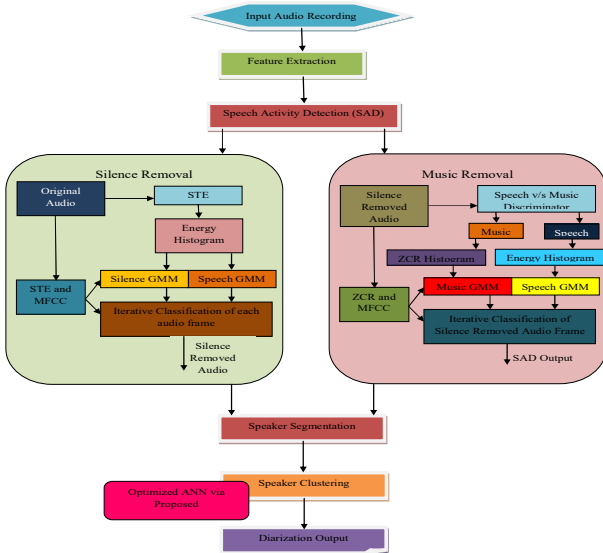 Input Audio Recording
Feature Extraction
Speech Activity Detection (SAD)
Silence Removal
Original
Audio
STE
Energy
Histogram
STE and
MFCC
Silence GMM
Speech GMM
Iterative Classification of each
audio frame
Silence
Removed
Audio
Music Removal
Silence
Removed
Audio
Speech v/s Music
Discriminator
Music
Speech
ZCR Histogram
Energy Histogram
ZCR and
MFCC
Music GMM
Speech GMM
Iterative Classification of
Silence Removed Audio Frame
SAD Output
Speaker Segmentation
Speaker Clustering
Optimized ANN via
Proposed
Diarization Output